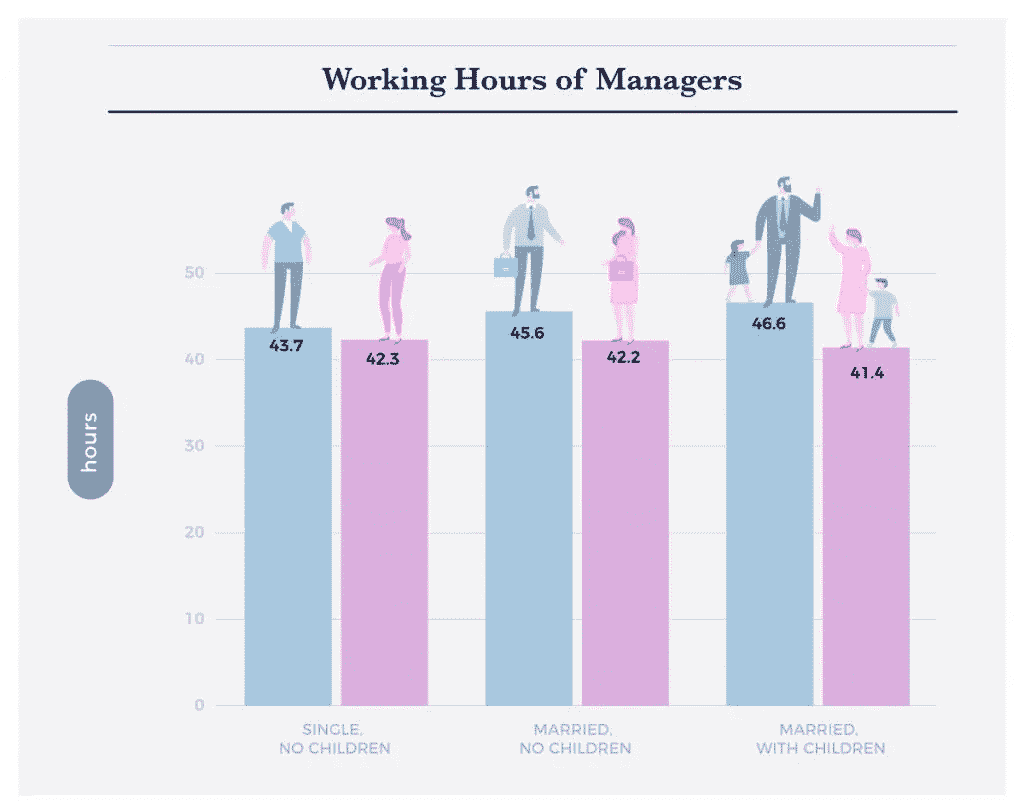 Working Hours of Managers
50
40
30
20
10
0
hours
43.7
42.3
45.6
42.2
46.6
41.4
SINGLE,
NO CHILDREN
MARRIED,
NO CHILDREN
MARRIED,
WITH CHILDREN